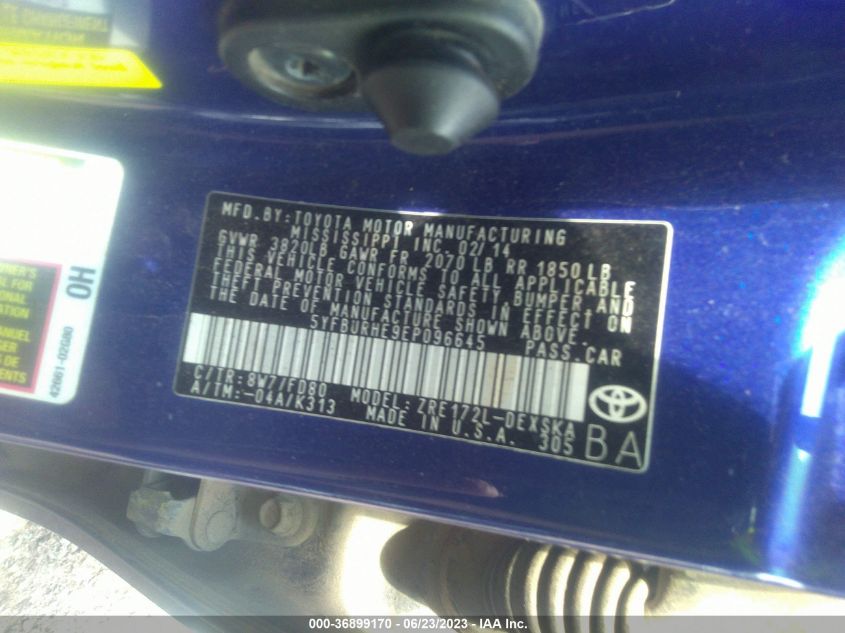 OH
42661-02G80
MFD. BY: TOYOTA MOTOR MANUFACTURING
MISSISSIPPI INC. 02/14
GVWR 3820LB GAWR FR 2070 LB RR 1850 LB
THIS VEHICLE CONFORMS TO ALL APPLICABLE
FEDERAL MOTOR VEHICLE SAFETY, BUMPER, AND
THEFT PREVENTION STANDARDS IN EFFECT ON
THE DATE OF MANUFACTURE SHOWN ABOVE.
5YFBURHE9EP096645 PASS. CAR
C/TR: 8W7/FD80 MODEL: ZRE172L-DEXSKA
A/TM: -04A/K313 MADE IN U.S.A. 305
BA
000-36899170 - 06/23/2023 - IAA Inc.